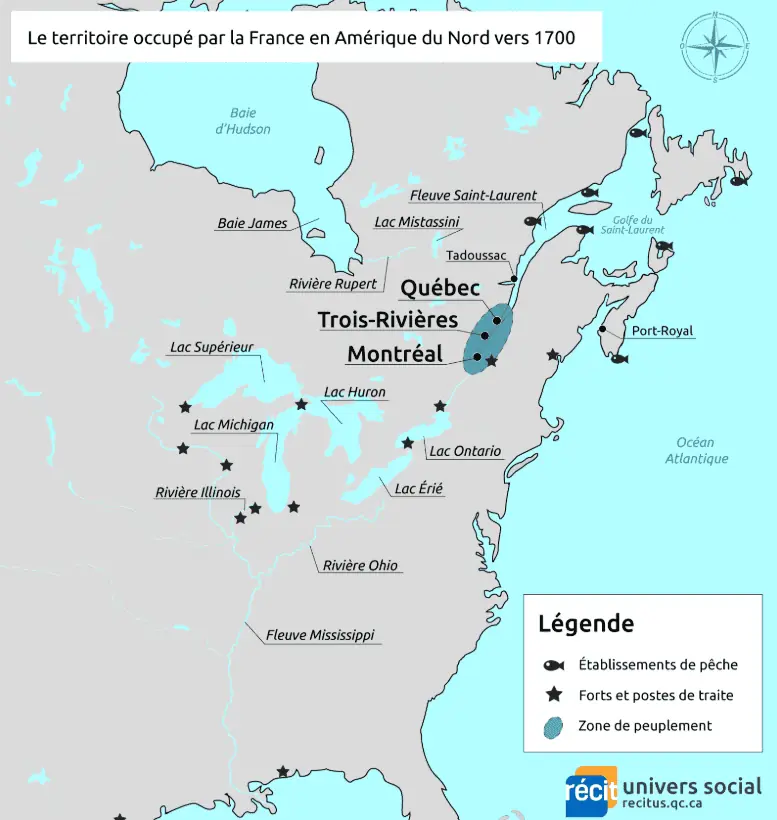 Le territoire occupé par la France en Amérique du Nord vers 1700
N
O
E
S
Baie
d'Hudson
Fleuve Saint-Laurent
Baie James
Lac Mistassini
Golfe du
Saint-Laurent
Tadoussac
Rivière Rupert
Québec
Trois-Rivières
Port-Royal
Montréal
Lac Supérieur
Lac Huron
Lac Michigan
Lac Ontario
Océan
Atlantique
Rivière Illinois
Lac Érié
Rivière Ohio
Fleuve Mississippi
Légende
Établissements de pêche
Forts et postes de traite
Zone de peuplement
récit univers social
recitus.qc.ca